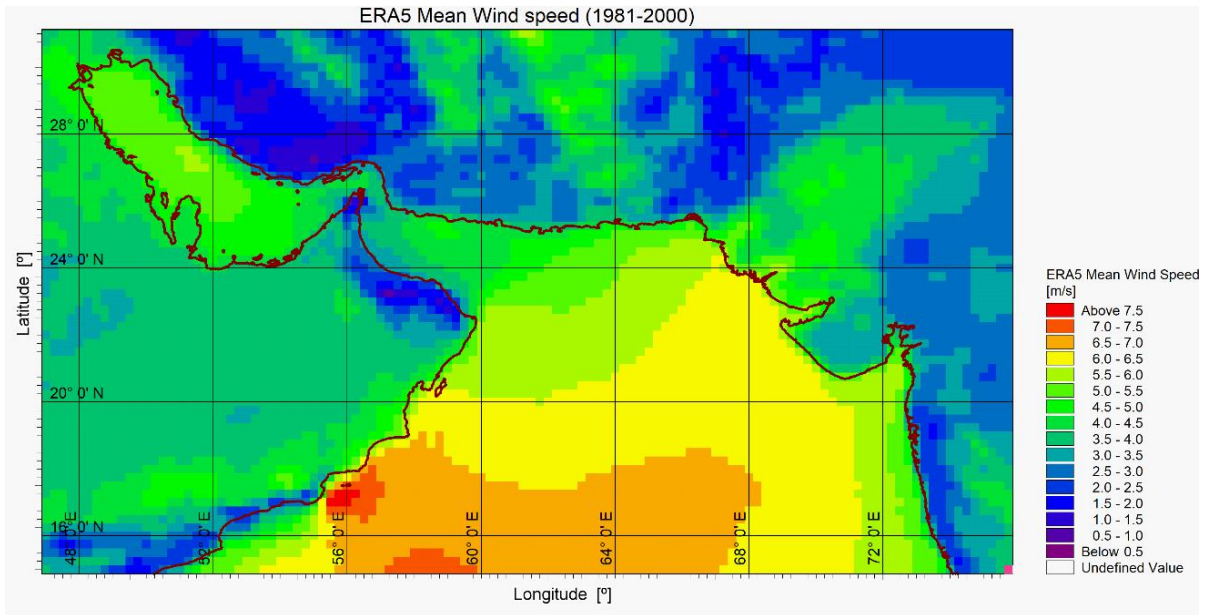 ERA5 Mean Wind speed (1981-2000)
28° 0' N
24° 0' N
20° 0' N
16° 0' N
48° 0' E
52° 0' E
56° 0' E
60° 0' E
64° 0' E
68° 0' E
72° 0' E
Latitude [°]
Longitude [°]
ERA5 Mean Wind Speed
[m/s]
Above 7.5
7.0 - 7.5
6.5 - 7.0
6.0 - 6.5
5.5 - 6.0
5.0 - 5.5
4.5 - 5.0
4.0 - 4.5
3.5 - 4.0
3.0 - 3.5
2.5 - 3.0
2.0 - 2.5
1.5 - 2.0
1.0 - 1.5
0.5 - 1.0
Below 0.5
Undefined Value